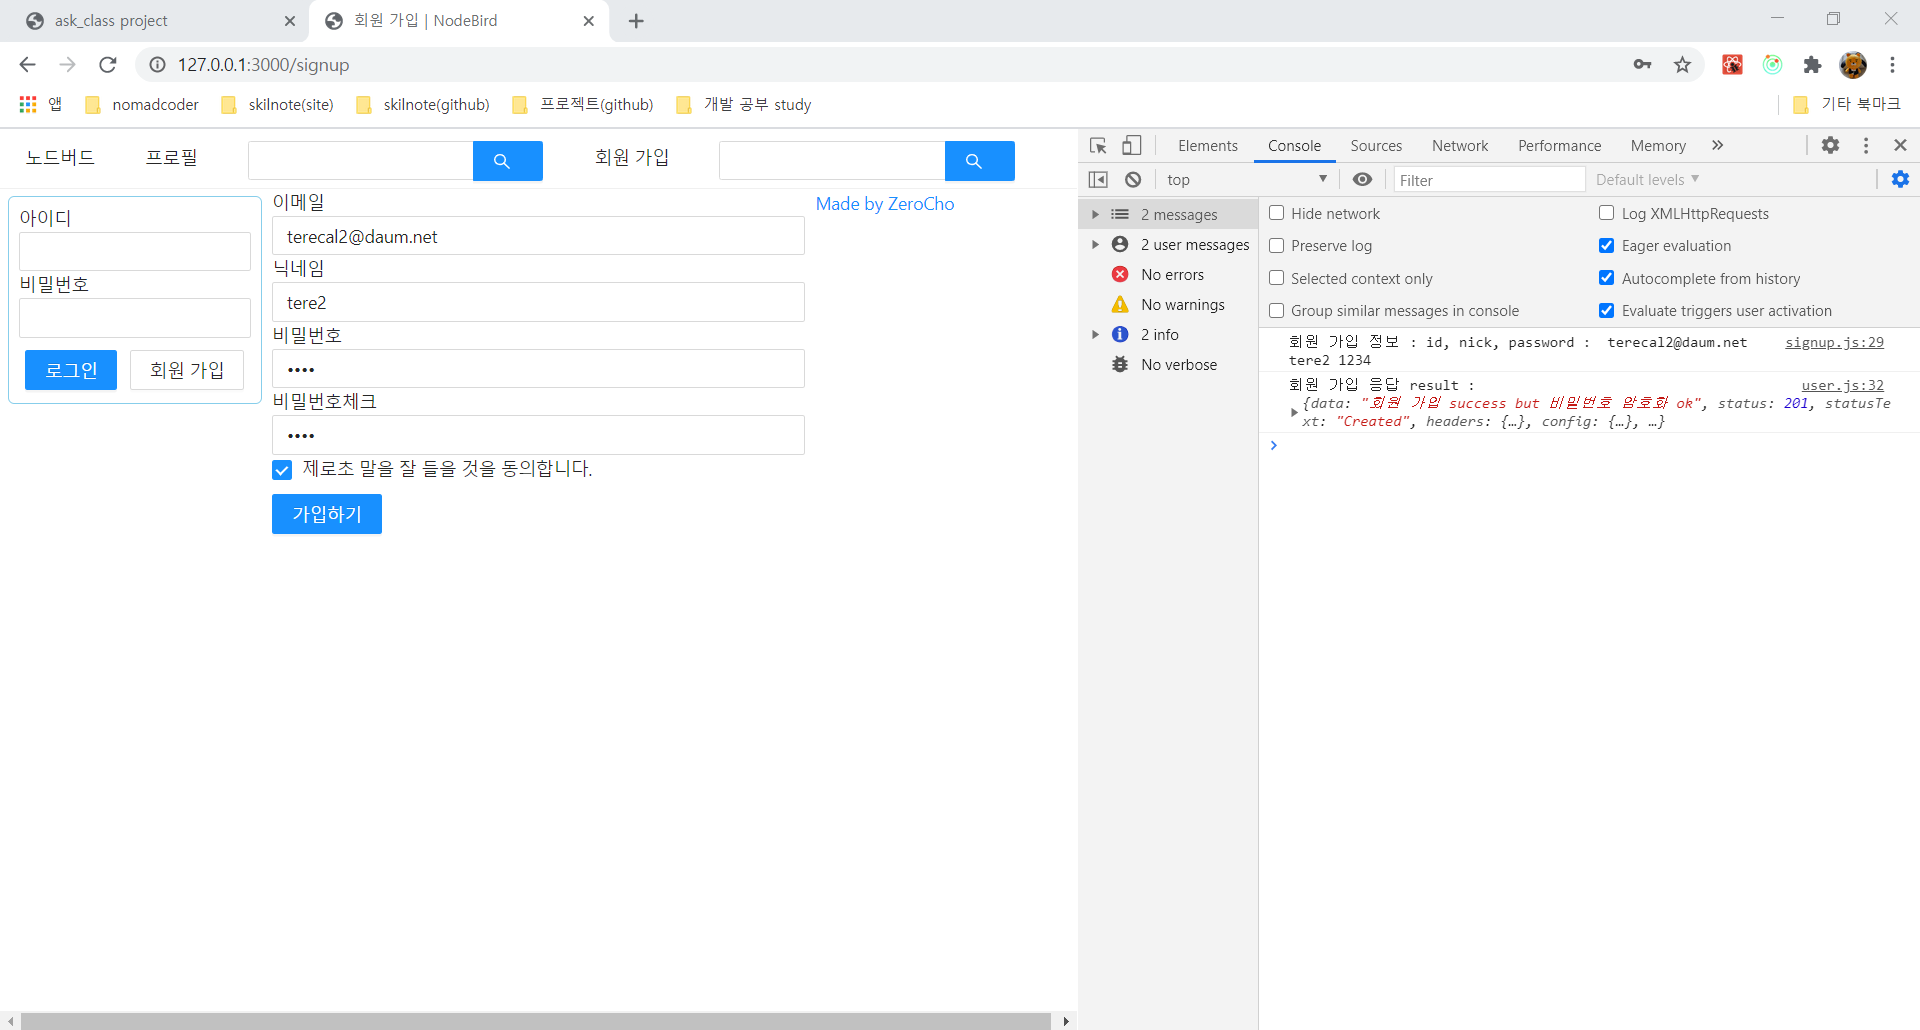 ask_class project
회원 가입 | NodeBird
127.0.0.1:3000/signup
앱
nomadcoder
skilnote(site)
skilnote(github)
프로젝트(github)
개발 공부 study
기타 북마크
노드버드
프로필
회원 가입
아이디
비밀번호
로그인
회원 가입
이메일
terecal2@daum.net
닉네임
tere2
비밀번호
••••
비밀번호체크
••••
제로초 말을 잘 들을 것을 동의합니다.
가입하기
Made by ZeroCho
Elements
Console
Sources
Network
Performance
Memory
top
Filter
Default levels
2 messages
2 user messages
No errors
No warnings
2 info
No verbose
Hide network
Log XMLHttpRequests
Preserve log
Eager evaluation
Selected context only
Autocomplete from history
Group similar messages in console
Evaluate triggers user activation
회원 가입 정보 : id, nick, password :  terecal2@daum.net signup.js:29
tere2 1234
회원 가입 응답 result : user.js:32
{data: "회원 가입 success but 비밀번호 암호화 ok", status: 201, statusTe
xt: "Created", headers: {…}, config: {…}, …}